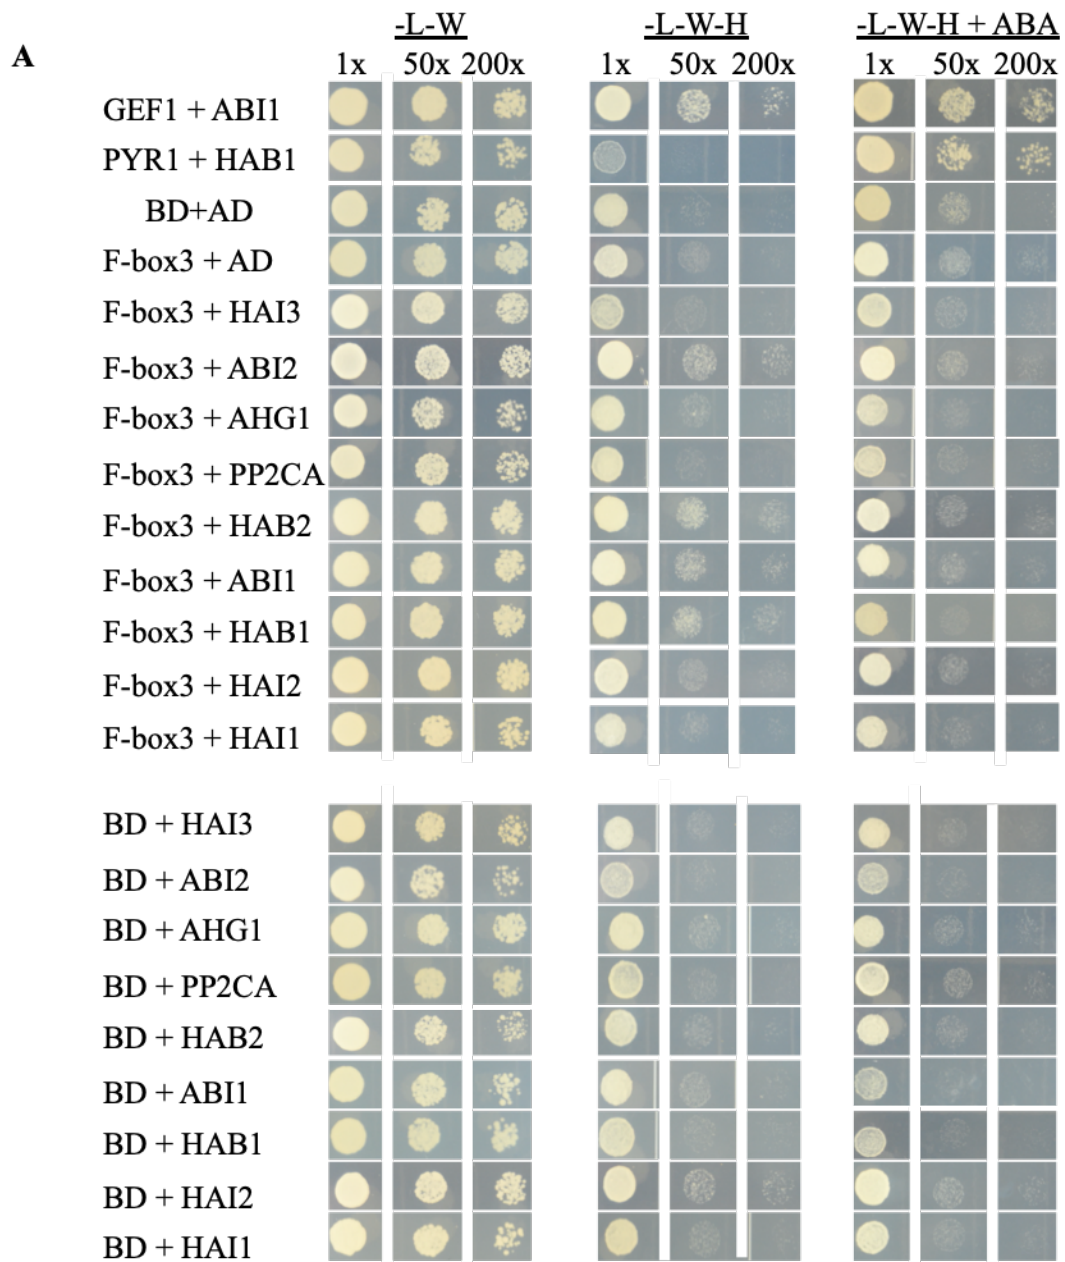 A
-L-W
-L-W-H
-L-W-H + ABA
1x 50x 200x
1x 50x 200x
1x 50x 200x
GEF1 + ABI1
PYR1 + HAB1
BD+AD
F-box3 + AD
F-box3 + HAI3
F-box3 + ABI2
F-box3 + AHG1
F-box3 + PP2CA
F-box3 + HAB2
F-box3 + ABI1
F-box3 + HAB1
F-box3 + HAI2
F-box3 + HAI1
BD + HAI3
BD + ABI2
BD + AHG1
BD + PP2CA
BD + HAB2
BD + ABI1
BD + HAB1
BD + HAI2
BD + HAI1